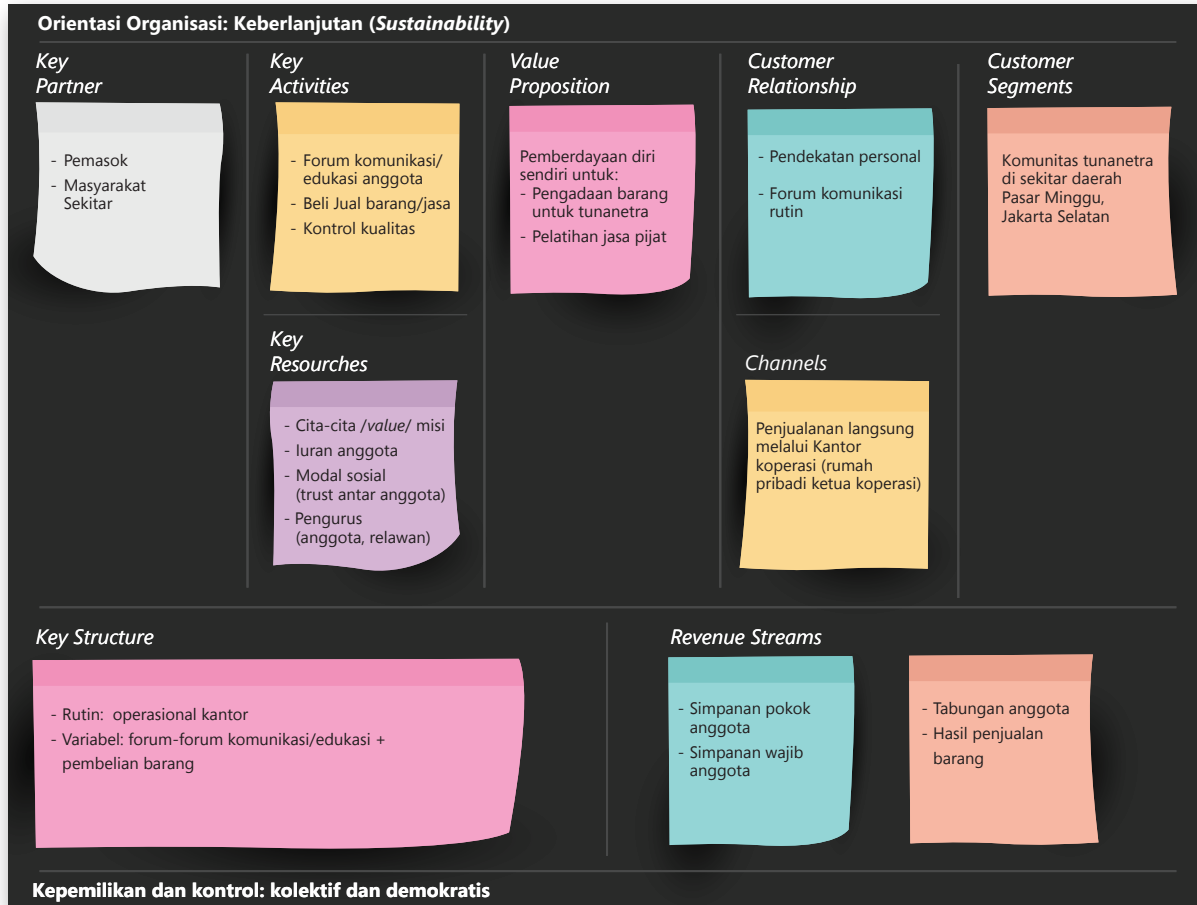 Orientasi Organisasi: Keberlanjutan (Sustainability)
Key
Partner
- Pemasok
- Masyarakat
Sekitar
Key
Activities
- Forum komunikasi/
edukasi anggota
- Beli Jual barang/jasa
- Kontrol kualitas
Key
Resourches
- Cita-cita /value/ misi
- Iuran anggota
- Modal sosial
(trust antar anggota)
- Pengurus
(anggota, relawan)
Value
Proposition
Pemberdayaan diri
sendiri untuk:
- Pengadaan barang
untuk tunanetra
- Pelatihan jasa pijat
Customer
Relationship
- Pendekatan personal
- Forum komunikasi
rutin
Channels
Penjualanan langsung
melalui Kantor
koperasi (rumah
pribadi ketua koperasi)
Customer
Segments
Komunitas tunanetra
di sekitar daerah
Pasar Minggu,
Jakarta Selatan
Key Structure
- Rutin: operasional kantor
- Variabel: forum-forum komunikasi/edukasi +
pembelian barang
Revenue Streams
- Simpanan pokok
anggota
- Simpanan wajib
anggota
- Tabungan anggota
- Hasil penjualan
barang
Kepemilikan dan kontrol: kolektif dan demokratis